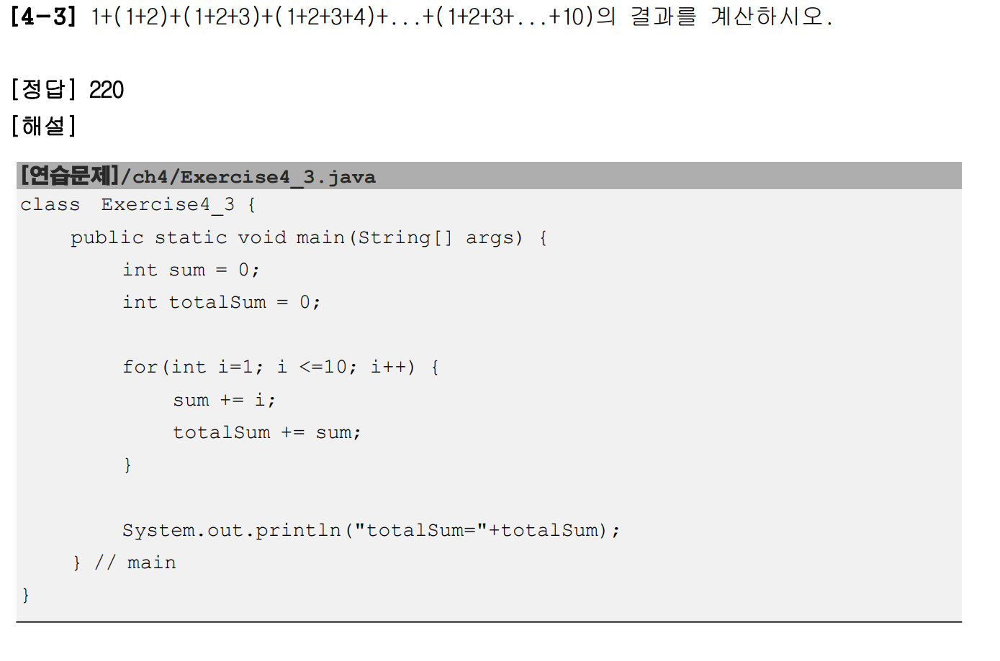 [4-3] 1+(1+2)+(1+2+3)+(1+2+3+4)+...+(1+2+3+...+10)의 결과를 계산하시오.
[정답] 220
[해설]
[연습문제]/ch4/Exercise4_3.java
class Exercise4_3 {
public static void main(String[] args) {
int sum = 0;
int totalSum = 0;
for(int i=1; i <=10; i++) {
sum += i;
totalSum += sum;
}
System.out.println("totalSum="+totalSum);
} // main
}